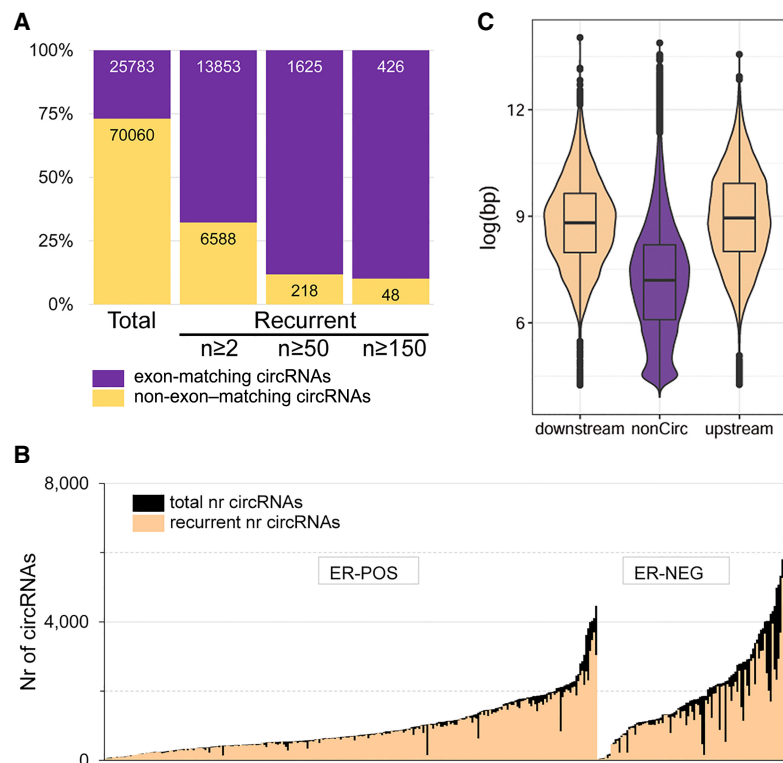 A
100%
75%
50%
25%
0%
25783
13853
1625
426
70060
6588
218
48
Total
Recurrent
n≥2
n≥50
n≥150
exon-matching circRNAs
non-exon–matching circRNAs
C
log(bp)
12
9
6
downstream
nonCirc
upstream
B
Nr of circRNAs
8,000
4,000
0
total nr circRNAs
recurrent nr circRNAs
ER-POS
ER-NEG